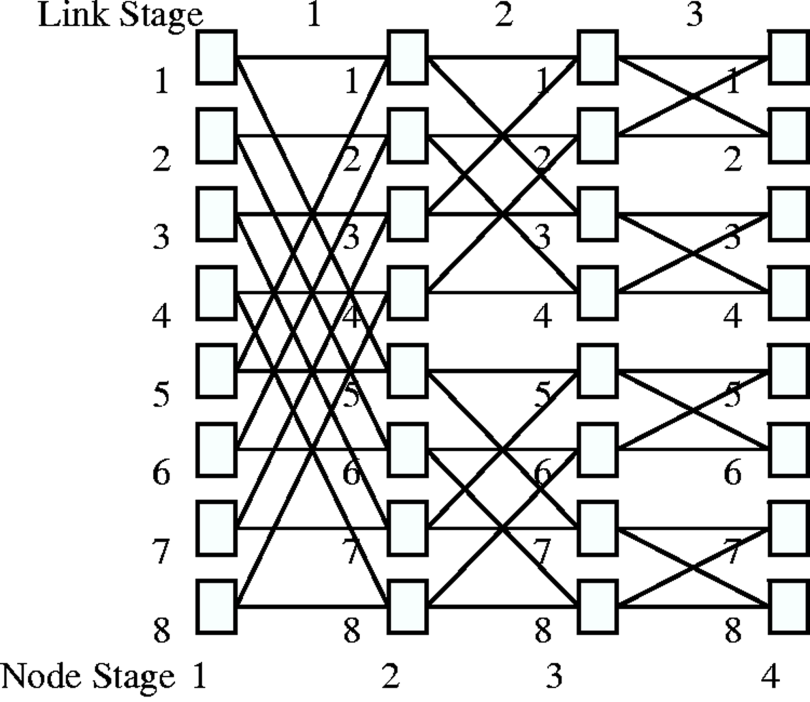 Link Stage 1 2 3
1 1 1 1
2 2 2 2
3 3 3 3
4 4 4 4
5 5 5 5
6 6 6 6
7 7 7 7
8 8 8 8
Node Stage 1 2 3 4